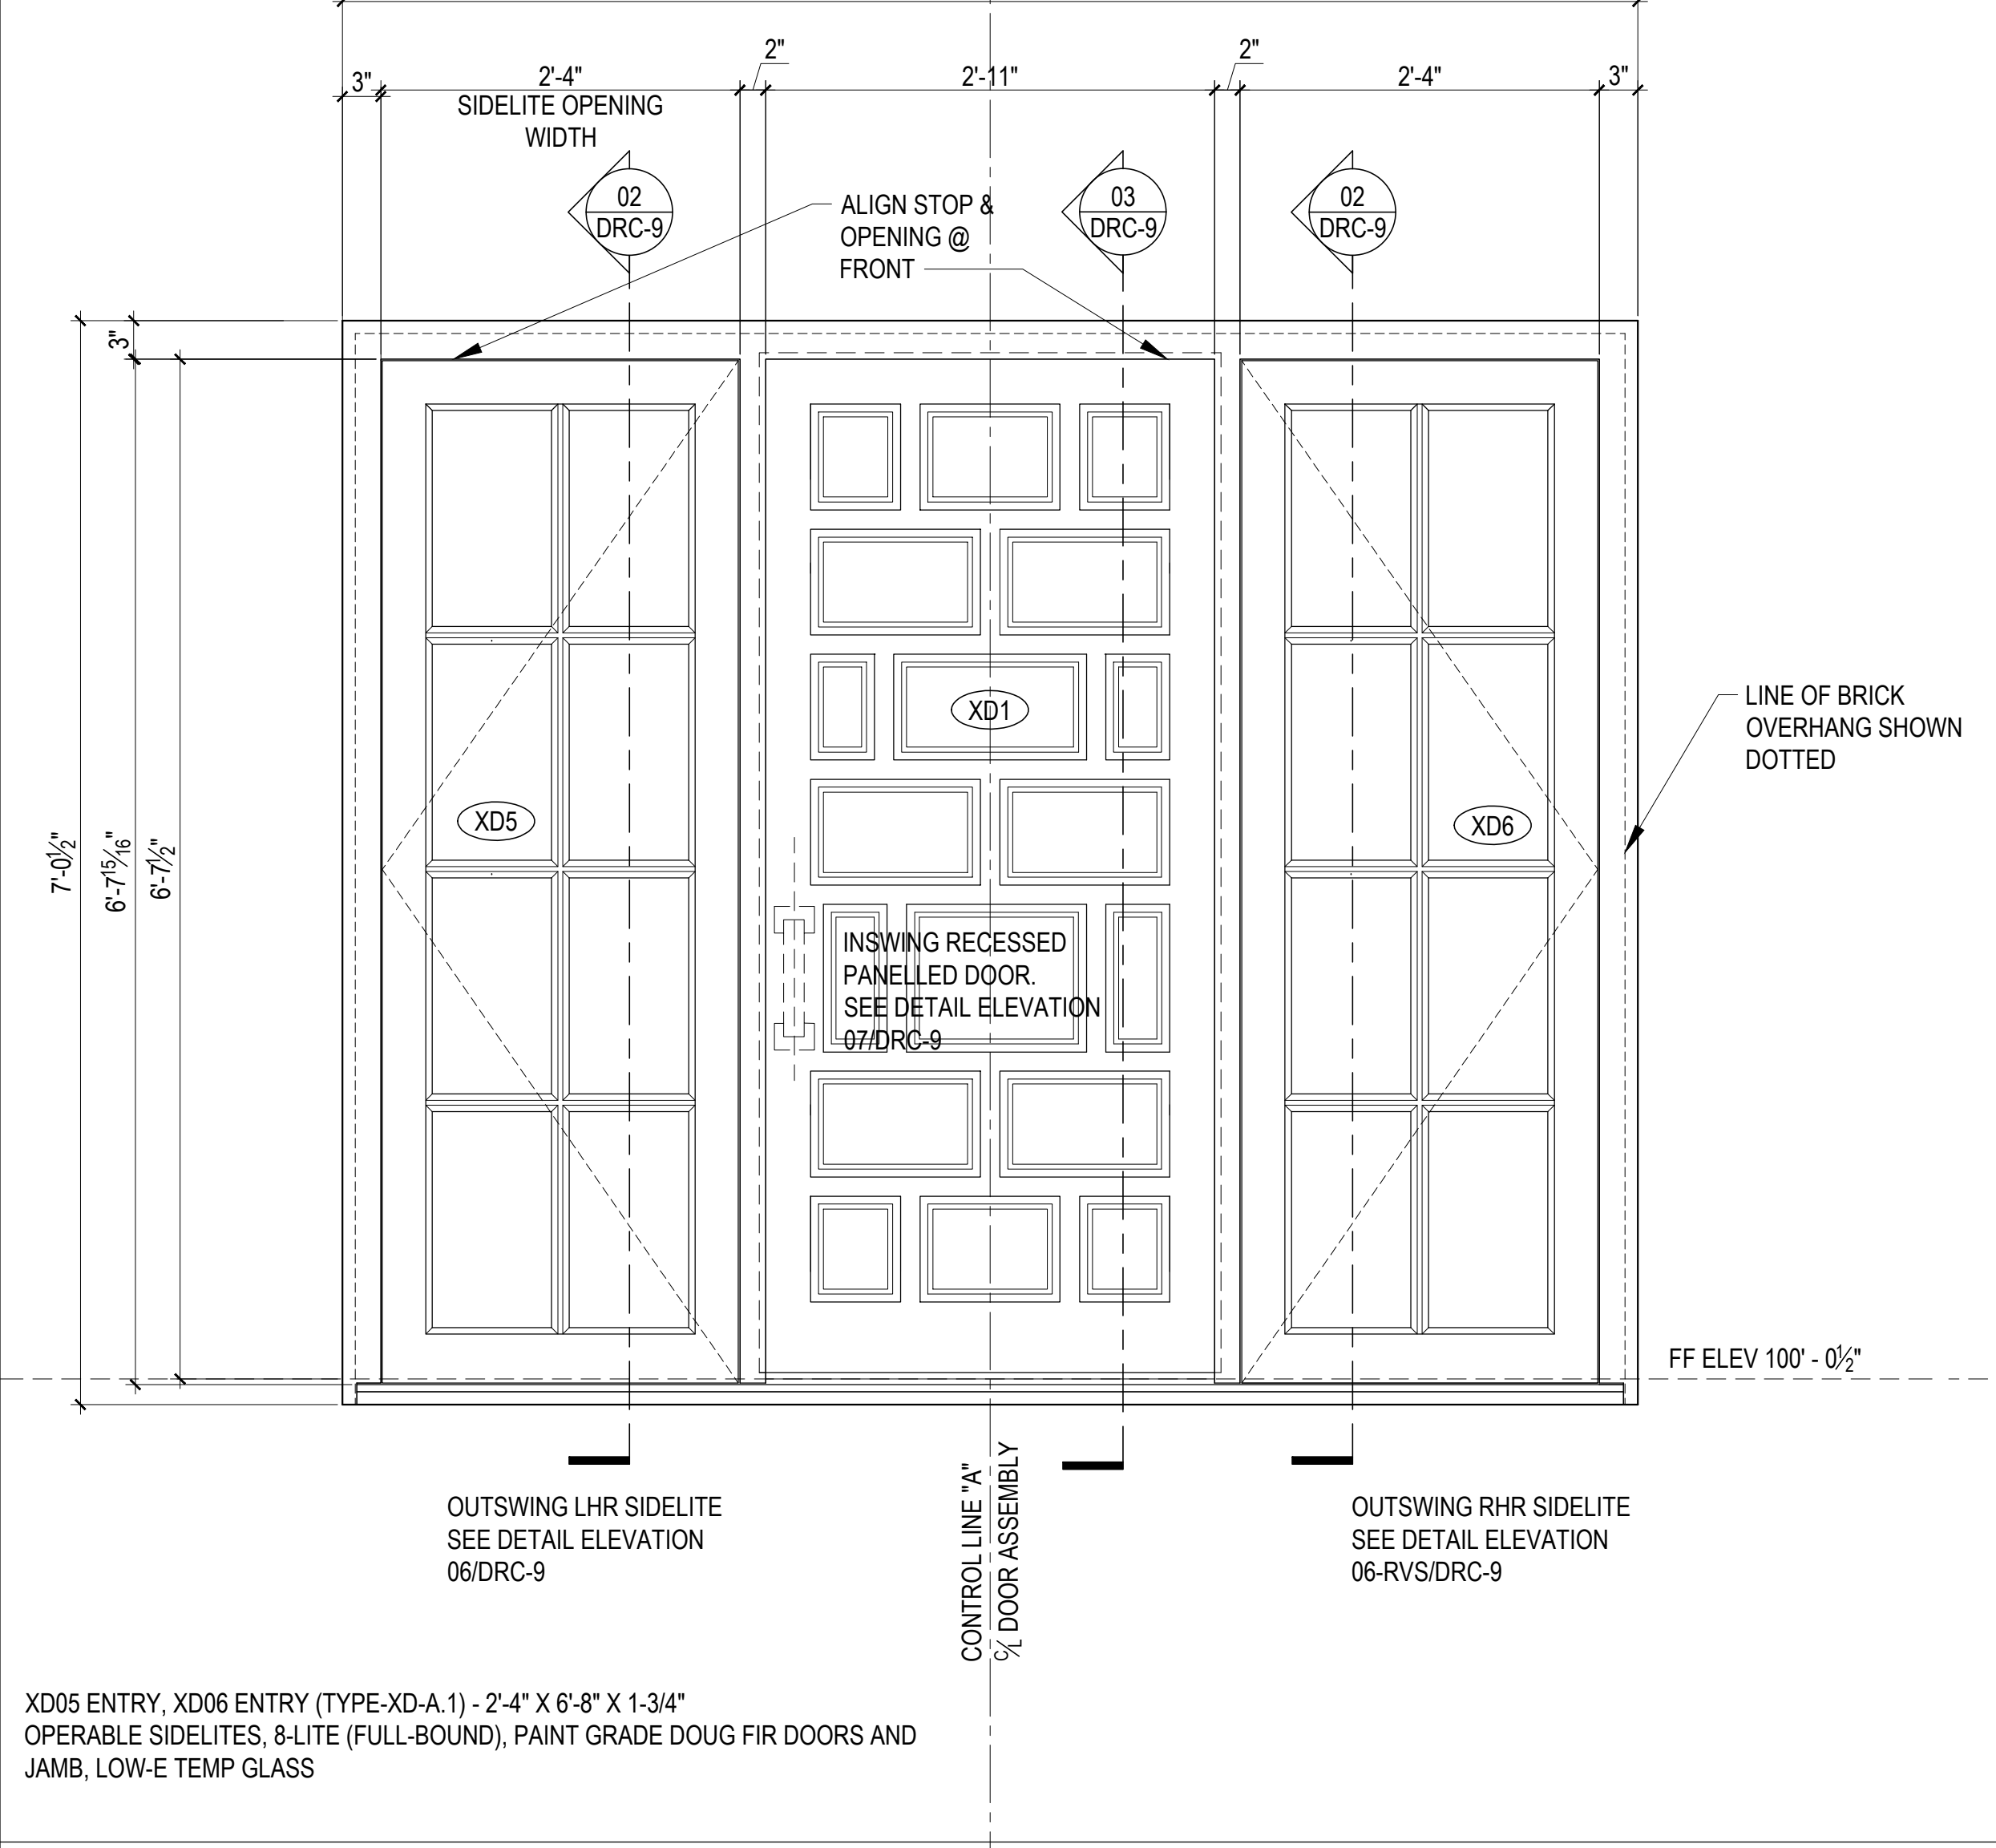 2" 2"
3" 2'-4" 2'-11" 2'-4" 3"
SIDELITE OPENING
WIDTH
02
DRC-9
03
DRC-9
02
DRC-9
ALIGN STOP &
OPENING @
FRONT
3"
XD1
LINE OF BRICK
OVERHANG SHOWN
DOTTED
XD5
XD6
7'-0½"
6'-715⁄16"
6'-7½"
INSWING RECESSED
PANELLED DOOR.
SEE DETAIL ELEVATION
07/DRC-9
FF ELEV 100' - 0½"
OUTSWING LHR SIDELITE
SEE DETAIL ELEVATION
06/DRC-9
CONTROL LINE "A"
C/L DOOR ASSEMBLY
OUTSWING RHR SIDELITE
SEE DETAIL ELEVATION
06-RVS/DRC-9
XD05 ENTRY, XD06 ENTRY (TYPE-XD-A.1) - 2'-4" X 6'-8" X 1-3/4"
OPERABLE SIDELITES, 8-LITE (FULL-BOUND), PAINT GRADE DOUG FIR DOORS AND
JAMB, LOW-E TEMP GLASS